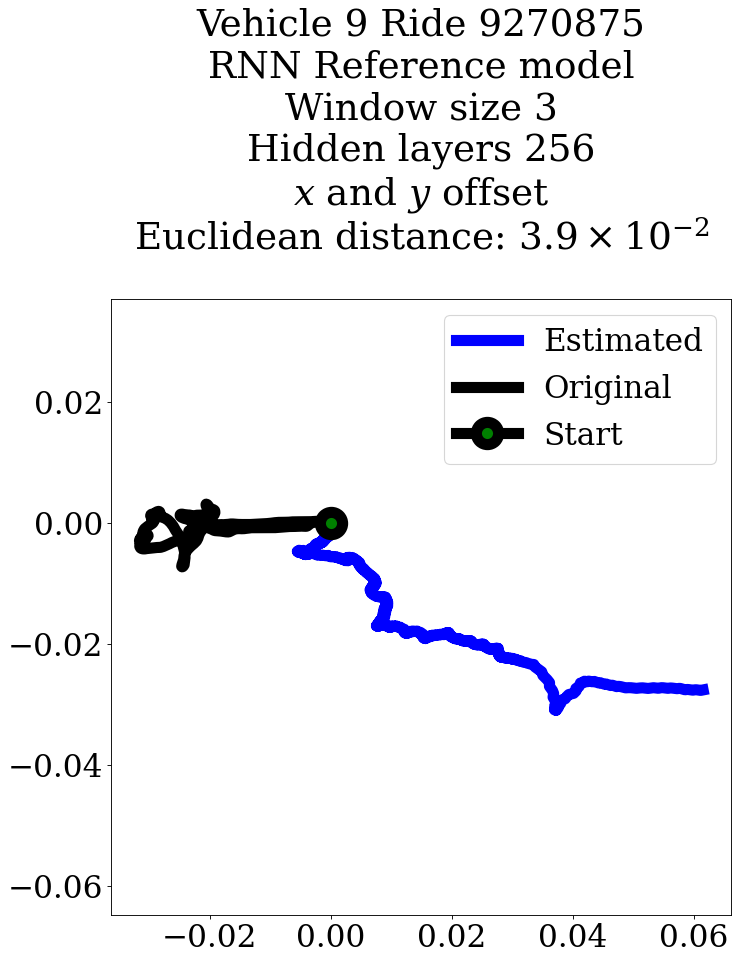 Vehicle 9 Ride 9270875
RNN Reference model
Window size 3
Hidden layers 256
x and y offset
Euclidean distance: 3.9 × 10⁻²
Estimated
Original
Start
0.02
0.00
−0.02
−0.04
−0.06
−0.02 0.00 0.02 0.04 0.06